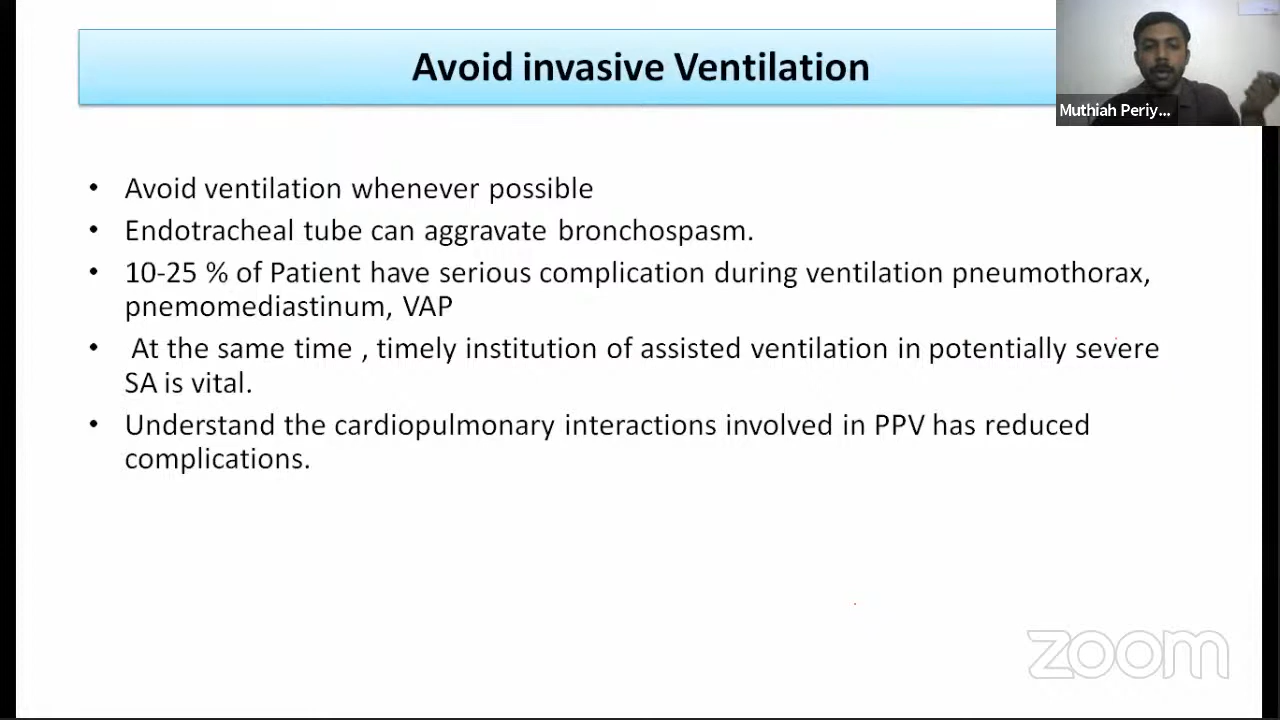 Avoid invasive Ventilation
Muthiah Periy...
• Avoid ventilation whenever possible
• Endotracheal tube can aggravate bronchospasm.
• 10-25 % of Patient have serious complication during ventilation pneumothorax,
pnemomediastinum, VAP
• At the same time , timely institution of assisted ventilation in potentially severe
SA is vital.
• Understand the cardiopulmonary interactions involved in PPV has reduced
complications.
zoom